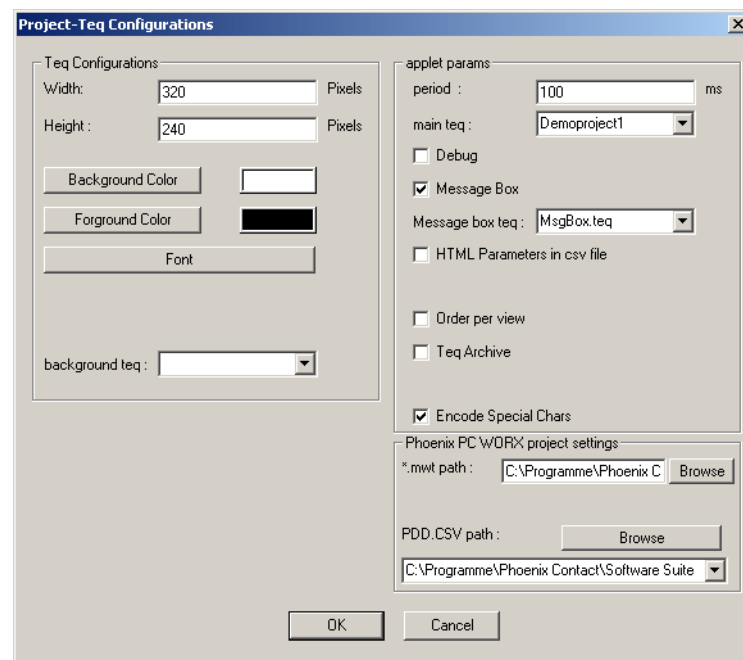 Project-Teq Configurations
Teq Configurations
Width: 320 Pixels
Height : 240 Pixels
Background Color
Forground Color
Font
background teq :
applet params
period : 100 ms
main teq : Demoproject1
Debug
Message Box
Message box teq : MsgBox.teq
HTML Parameters in csv file
Order per view
Teq Archive
Encode Special Chars
Phoenix PC WORX project settings
*.mwt path : C:\Programme\Phoenix C Browse
PDD.CSV path : Browse
C:\Programme\Phoenix Contact\Software Suite
OK Cancel